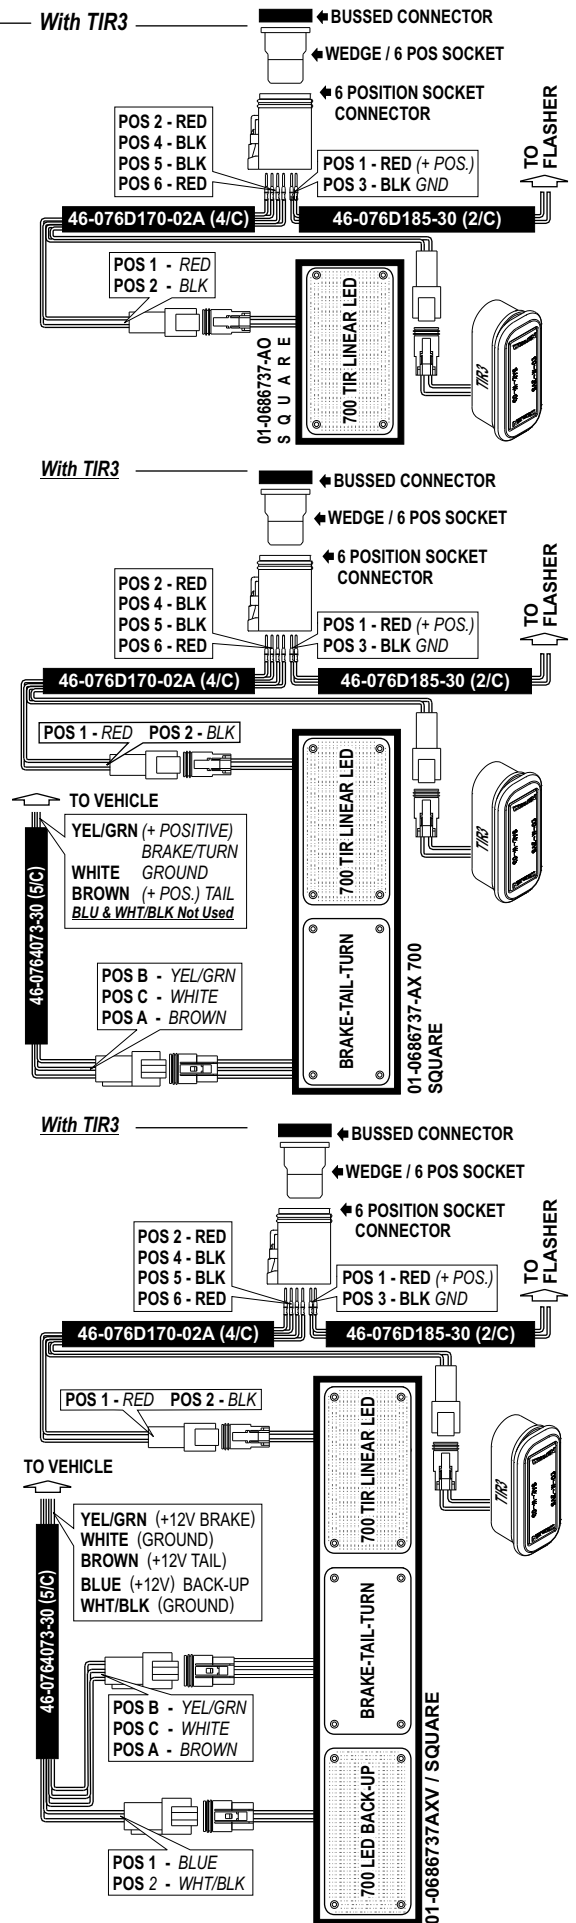 With TIR3
BUSSED CONNECTOR
WEDGE / 6 POS SOCKET
6 POSITION SOCKET
CONNECTOR
POS 2 - RED
POS 4 - BLK
POS 5 - BLK
POS 6 - RED
POS 1 - RED (+ POS.)
POS 3 - BLK GND
TO
FLASHER
46-076D170-02A (4/C)
46-076D185-30 (2/C)
POS 1 - RED
POS 2 - BLK
01-0686737-AO
SQUARE
700 TIR LINEAR LED
TIR3
With TIR3
BUSSED CONNECTOR
WEDGE / 6 POS SOCKET
6 POSITION SOCKET
CONNECTOR
POS 2 - RED
POS 4 - BLK
POS 5 - BLK
POS 6 - RED
POS 1 - RED (+ POS.)
POS 3 - BLK GND
TO
FLASHER
46-076D170-02A (4/C)
46-076D185-30 (2/C)
POS 1 - RED POS 2 - BLK
TO VEHICLE
YEL/GRN (+ POSITIVE)
BRAKE/TURN
WHITE GROUND
BROWN (+ POS.) TAIL
BLU & WHT/BLK Not Used
46-0764073-30 (5/C)
POS B - YEL/GRN
POS C - WHITE
POS A - BROWN
700 TIR LINEAR LED
BRAKE-TAIL-TURN
01-0686737-AX 700
SQUARE
TIR3
With TIR3
BUSSED CONNECTOR
WEDGE / 6 POS SOCKET
6 POSITION SOCKET
CONNECTOR
POS 2 - RED
POS 4 - BLK
POS 5 - BLK
POS 6 - RED
POS 1 - RED (+ POS.)
POS 3 - BLK GND
TO
FLASHER
46-076D170-02A (4/C)
46-076D185-30 (2/C)
POS 1 - RED POS 2 - BLK
TO VEHICLE
YEL/GRN (+12V BRAKE)
WHITE (GROUND)
BROWN (+12V TAIL)
BLUE (+12V) BACK-UP
WHT/BLK (GROUND)
46-0764073-30 (5/C)
POS B - YEL/GRN
POS C - WHITE
POS A - BROWN
POS 1 - BLUE
POS 2 - WHT/BLK
700 TIR LINEAR LED
BRAKE-TAIL-TURN
700 LED BACK-UP
01-0686737AXV / SQUARE
TIR3